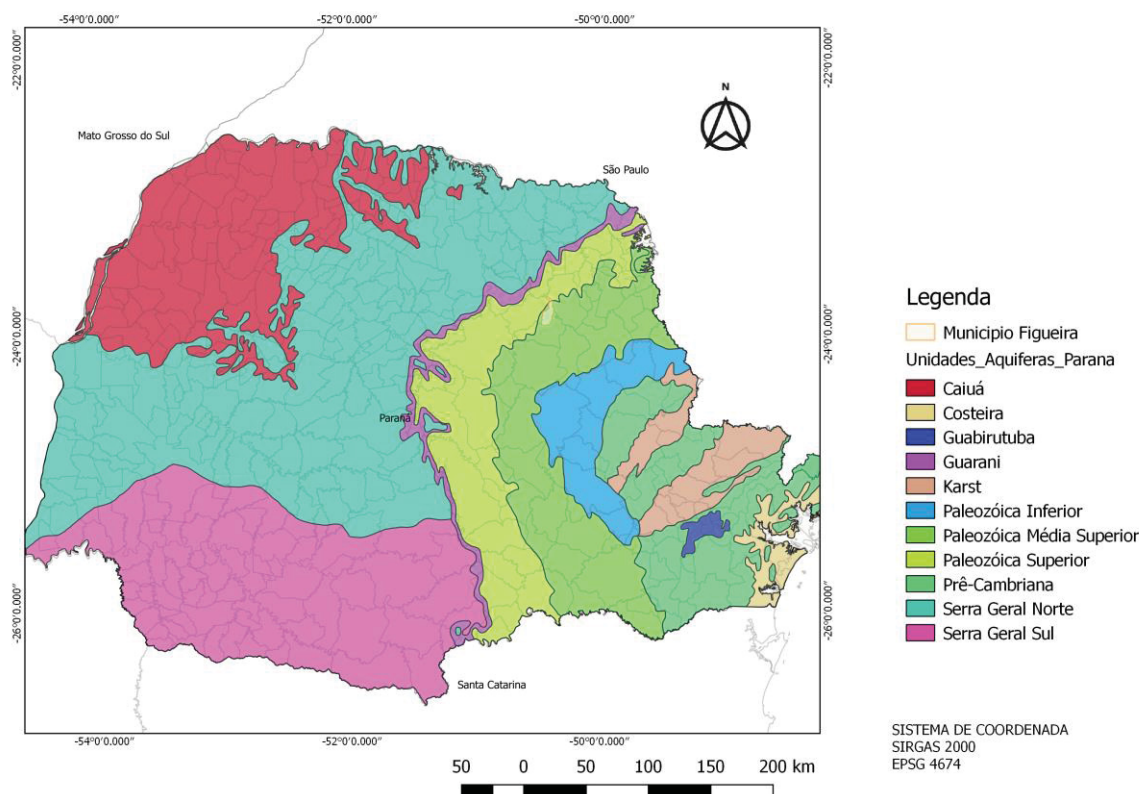 -54°0'0.000"
-52°0'0.000"
-50°0'0.000"
-22°0'0.000"
-22°0'0.000"
N
Mato Grosso do Sul
São Paulo
-24°0'0.000"
-24°0'0.000"
Paraná
-26°0'0.000"
-26°0'0.000"
Santa Catarina
-54°0'0.000"
-52°0'0.000"
-50°0'0.000"
50 0 50 100 150 200 km
Legenda
Municipio Figueira
Unidades_Aquiferas_Parana
Caiuá
Costeira
Guabirutuba
Guarani
Karst
Paleozóica Inferior
Paleozóica Média Superior
Paleozóica Superior
Prê-Cambriana
Serra Geral Norte
Serra Geral Sul
SISTEMA DE COORDENADA
SIRGAS 2000
EPSG 4674